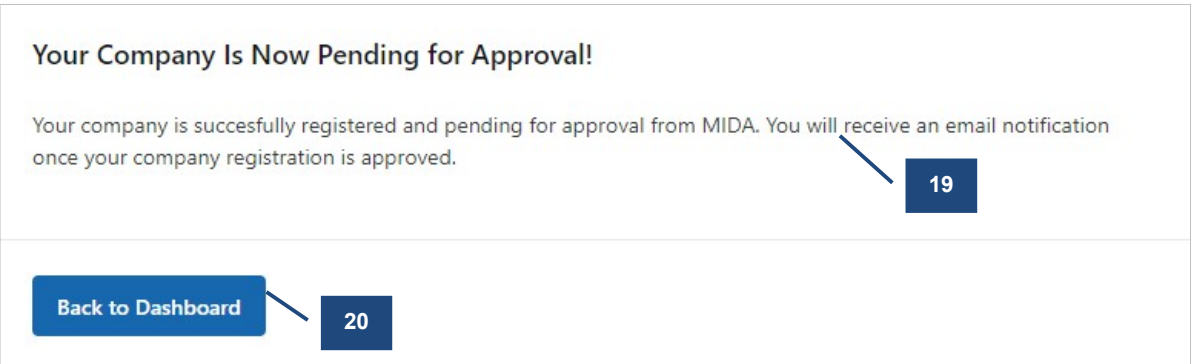 Your Company Is Now Pending for Approval!
Your company is succesfully registered and pending for approval from MIDA. You will receive an email notification
once your company registration is approved.
19
Back to Dashboard
20